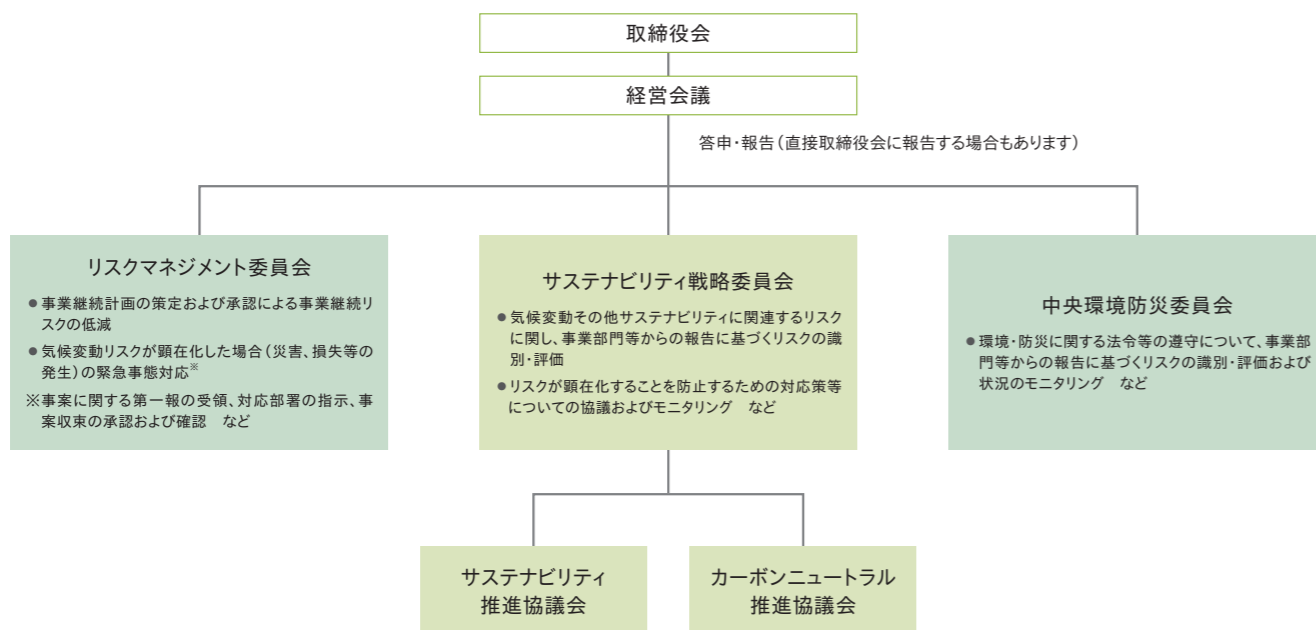 取締役会
経営会議
答申・報告（直接取締役会に報告する場合もあります）
リスクマネジメント委員会
●事業継続計画の策定および承認による事業継続リ
スクの低減
●気候変動リスクが顕在化した場合（災害、損失等の
発生）の緊急事態対応※
※事案に関する第一報の受領、対応部署の指示、事
案収束の承認および確認　など
サステナビリティ戦略委員会
●気候変動その他サステナビリティに関連するリスク
に関し、事業部門等からの報告に基づくリスクの識
別・評価
●リスクが顕在化することを防止するための対応策等
についての協議およびモニタリング　など
中央環境防災委員会
●環境・防災に関する法令等の遵守について、事業部
門等からの報告に基づくリスクの識別・評価および
状況のモニタリング　など
サステナビリティ
推進協議会
カーボンニュートラル
推進協議会